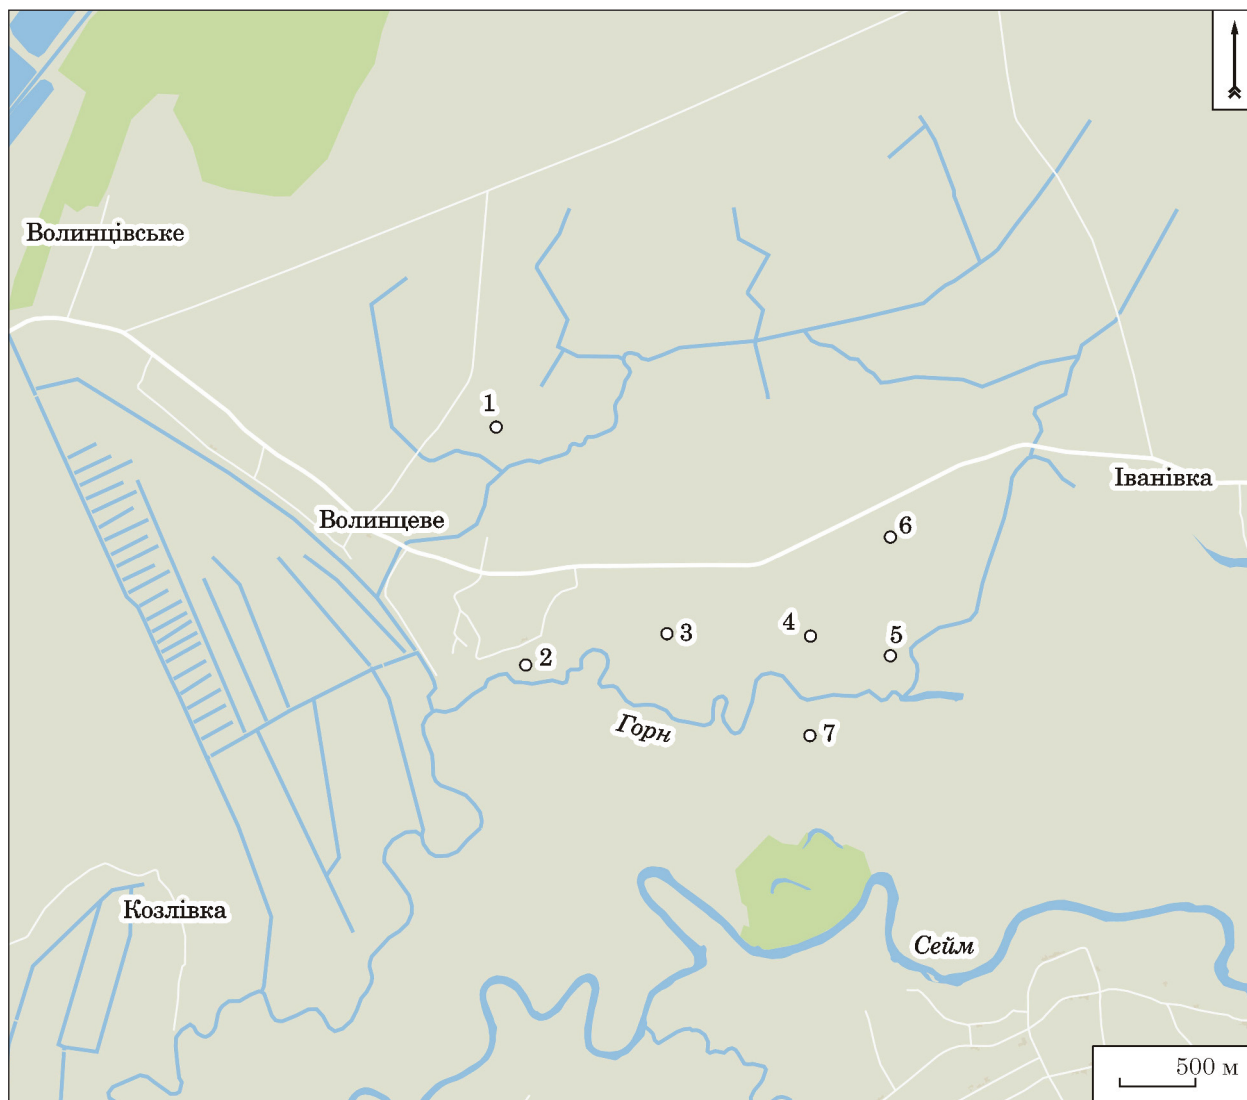 Волинцівське
1
Іванівка
Волинцеве
6
3
4
5
2
Горн
7
Козлівка
Сейм
500 м